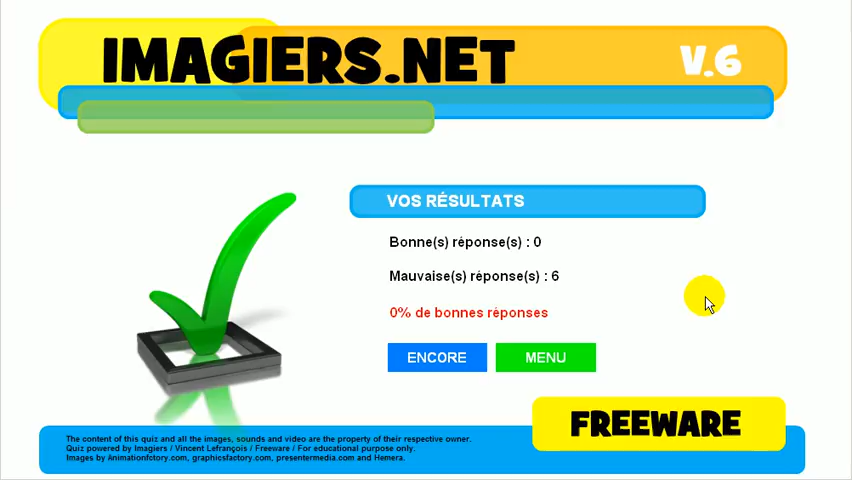 IMAGIERS.NET
V.6
VOS RÉSULTATS
Bonne(s) réponse(s) : 0
Mauvaise(s) réponse(s) : 6
0% de bonnes réponses
ENCORE
MENU
FREEWARE
The content of this quiz and all the images, sounds and video are the property of their respective owner.
Quiz powered by Imagiers / Vincent Lefrançois / Freeware / For educational purpose only.
Images by Animationfctory.com, graphicsfactory.com, presentermedia.com and Hemera.